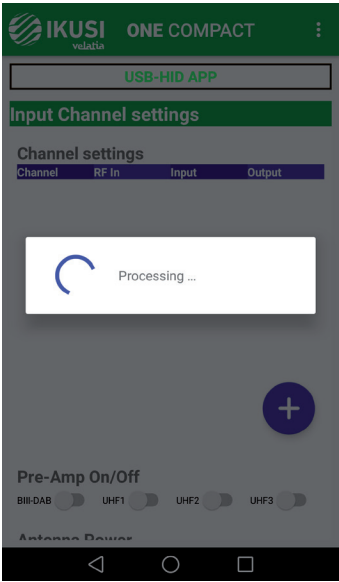 IKUSI
velatia
ONE COMPACT
USB-HID APP
Input Channel settings
Channel settings
Channel RF In Input Output
Processing ...
Pre-Amp On/Off
BIII-DAB UHF1 UHF2 UHF3
Antenna Power